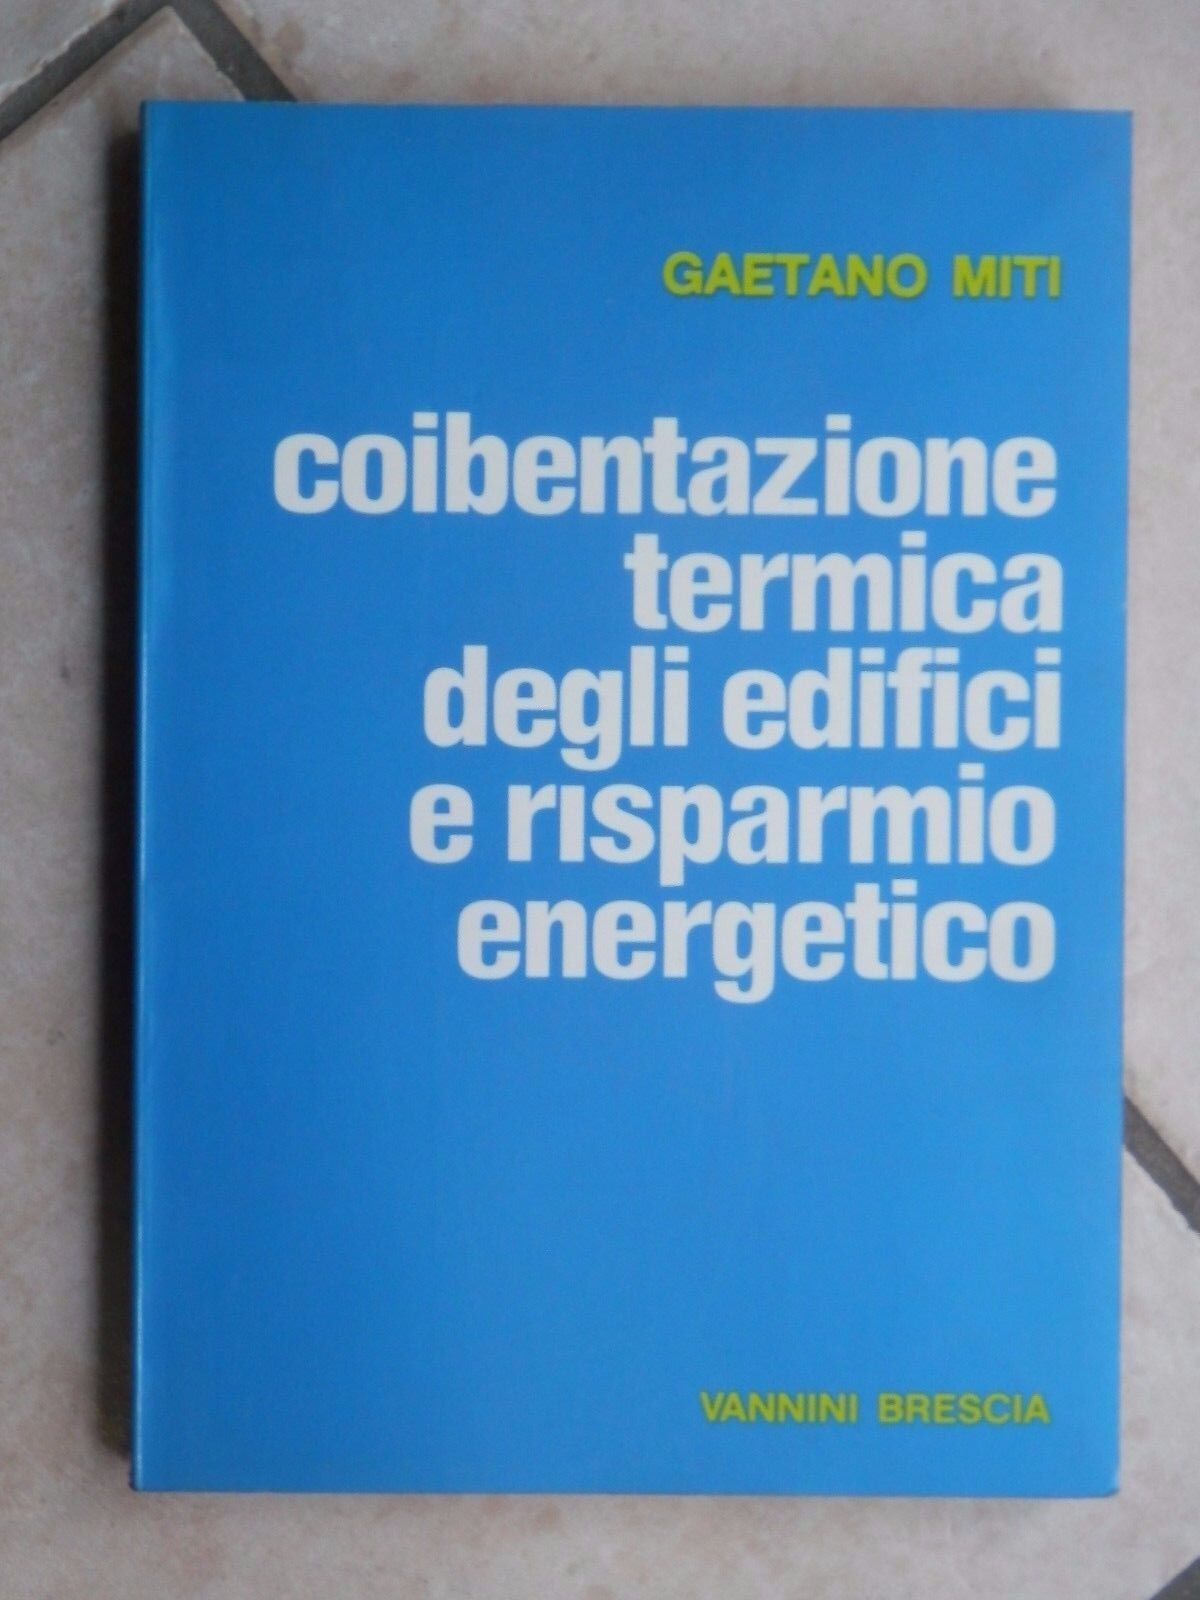 GAETANO MITI
coibentazione
termica
degli edifici
e risparmio
energetico
VANNINI BRESCIA